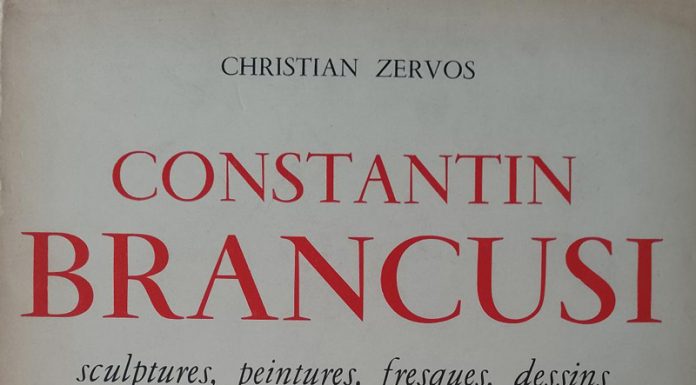 CHRISTIAN ZERVOS
CONSTANTIN
BRANCUSI
sculptures, peintures, fresques, dessins